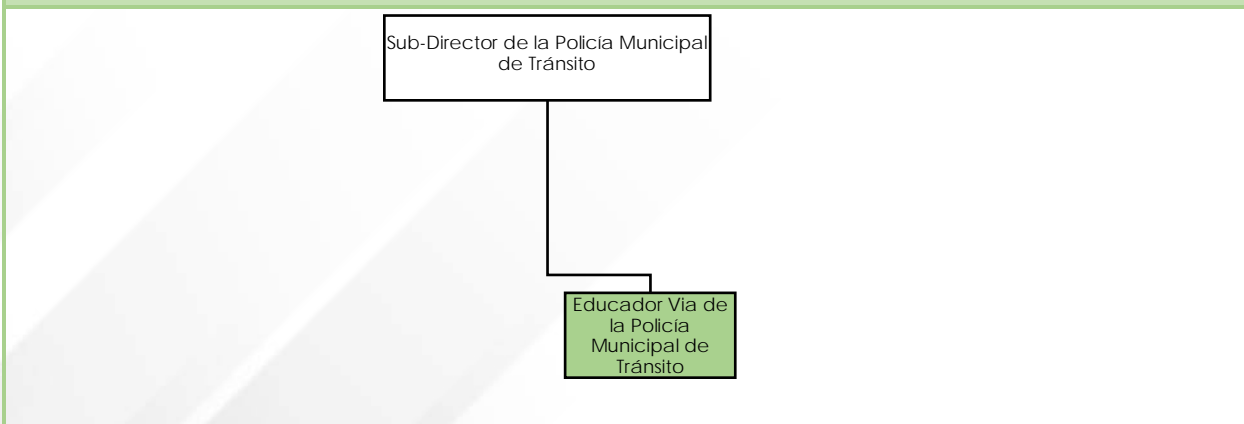 Sub-Director de la Policía Municipal
de Tránsito
Educador Via de
la Policía
Municipal de
Tránsito